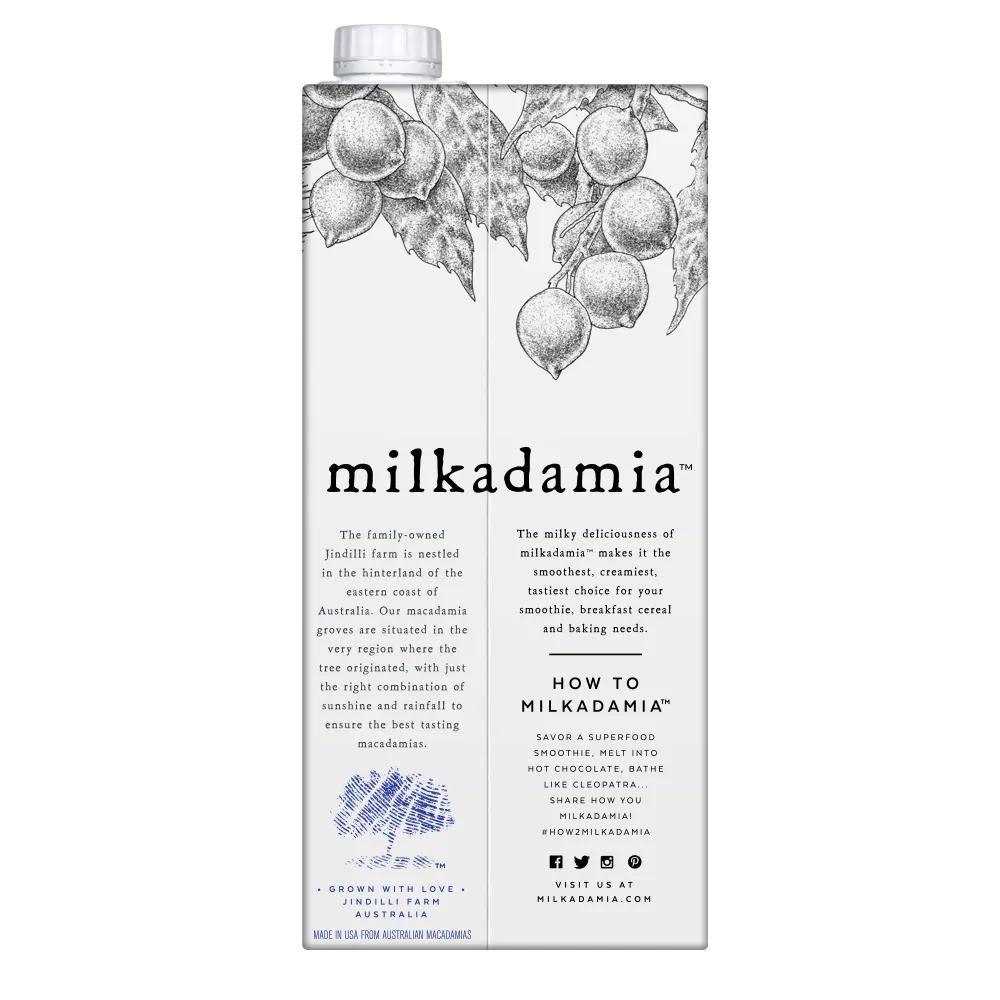 milkadamia™
The family-owned
Jindilli farm is nestled
in the hinterland of the
eastern coast of
Australia. Our macadamia
groves are situated in the
very region where the
tree originated, with just
the right combination of
sunshine and rainfall to
ensure the best tasting
macadamias.
™
• GROWN WITH LOVE •
JINDILLI FARM
AUSTRALIA
MADE IN USA FROM AUSTRALIAN MACADAMIAS
The milky deliciousness of
milkadamia™ makes it the
smoothest, creamiest,
tastiest choice for your
smoothie, breakfast cereal
and baking needs.
HOW TO
MILKADAMIA™
SAVOR A SUPERFOOD
SMOOTHIE, MELT INTO
HOT CHOCOLATE, BATHE
LIKE CLEOPATRA...
SHARE HOW YOU
MILKADAMIA!
#HOW2MILKADAMIA
VISIT US AT
MILKADAMIA.COM